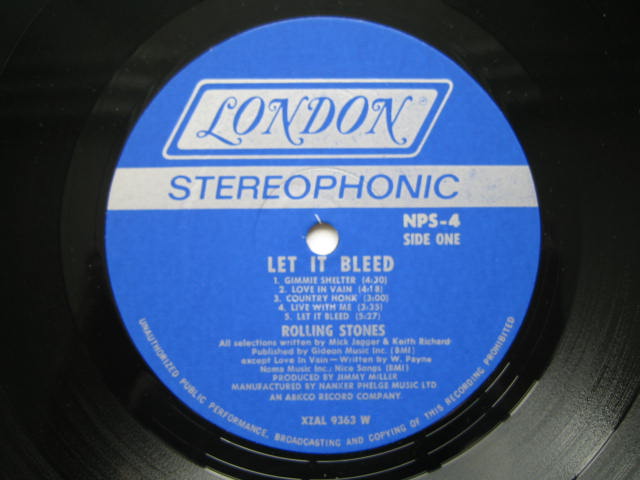 LONDON®
STEREOPHONIC
NPS-4
SIDE ONE
LET IT BLEED
1. GIMMIE SHELTER (4:30)
2. LOVE IN VAIN (4:18)
3. COUNTRY HONK (3:00)
4. LIVE WITH ME (3:35)
5. LET IT BLEED (5:27)
ROLLING STONES
All selections written by Mick Jagger & Keith Richard
Published by Gideon Music Inc. (BMI)
except Love In Vain - Written by W. Payne
Noma Music Inc.; Nice Songs (BMI)
PRODUCED BY JIMMY MILLER
MANUFACTURED BY NANKER PHELGE MUSIC LTD
AN ABKCO RECORD COMPANY.
XZAL 9363 W
UNAUTHORIZED PUBLIC PERFORMANCE, BROADCASTING AND COPYING OF THIS RECORDING PROHIBITED